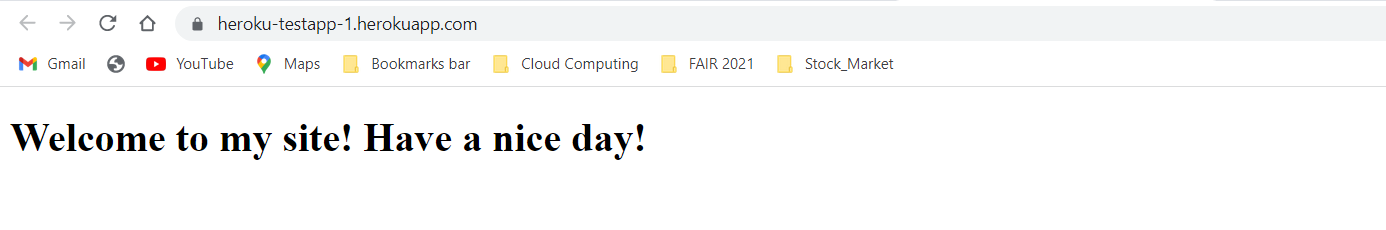 heroku-testapp-1.herokuapp.com
Gmail YouTube Maps Bookmarks bar Cloud Computing FAIR 2021 Stock_Market
Welcome to my site! Have a nice day!